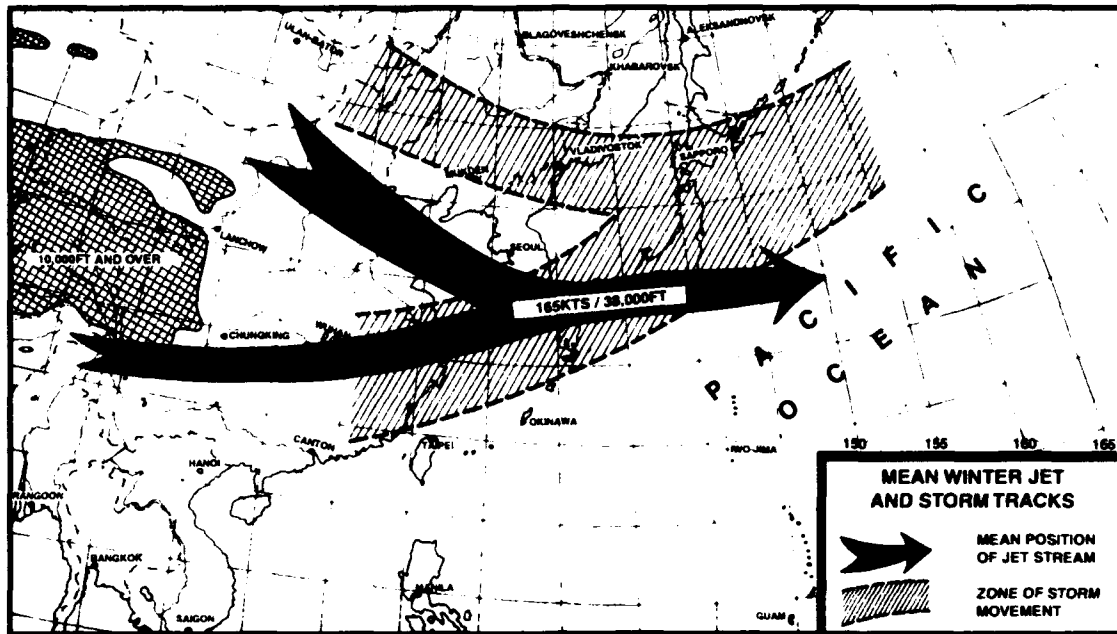 ULAN-BATOR
BLAGOVESHCHENSK
ALEKSANDROVSK
KHABAROVSK
VLADIVOSTOK
SAPPORO
MUKDEN
LANCHOW
SEOUL
10,000FT AND OVER
165KTS / 38,000FT
CHUNGKING
WUHAN
PACIFIC
OCEAN
OKINAWA
CANTON
TAIPEI
HANOI
IWO-JIMA
150 155 160 165
RANGOON
BANGKOK
MANILA
SAIGON
GUAM
MEAN WINTER JET
AND STORM TRACKS
MEAN POSITION
OF JET STREAM
ZONE OF STORM
MOVEMENT